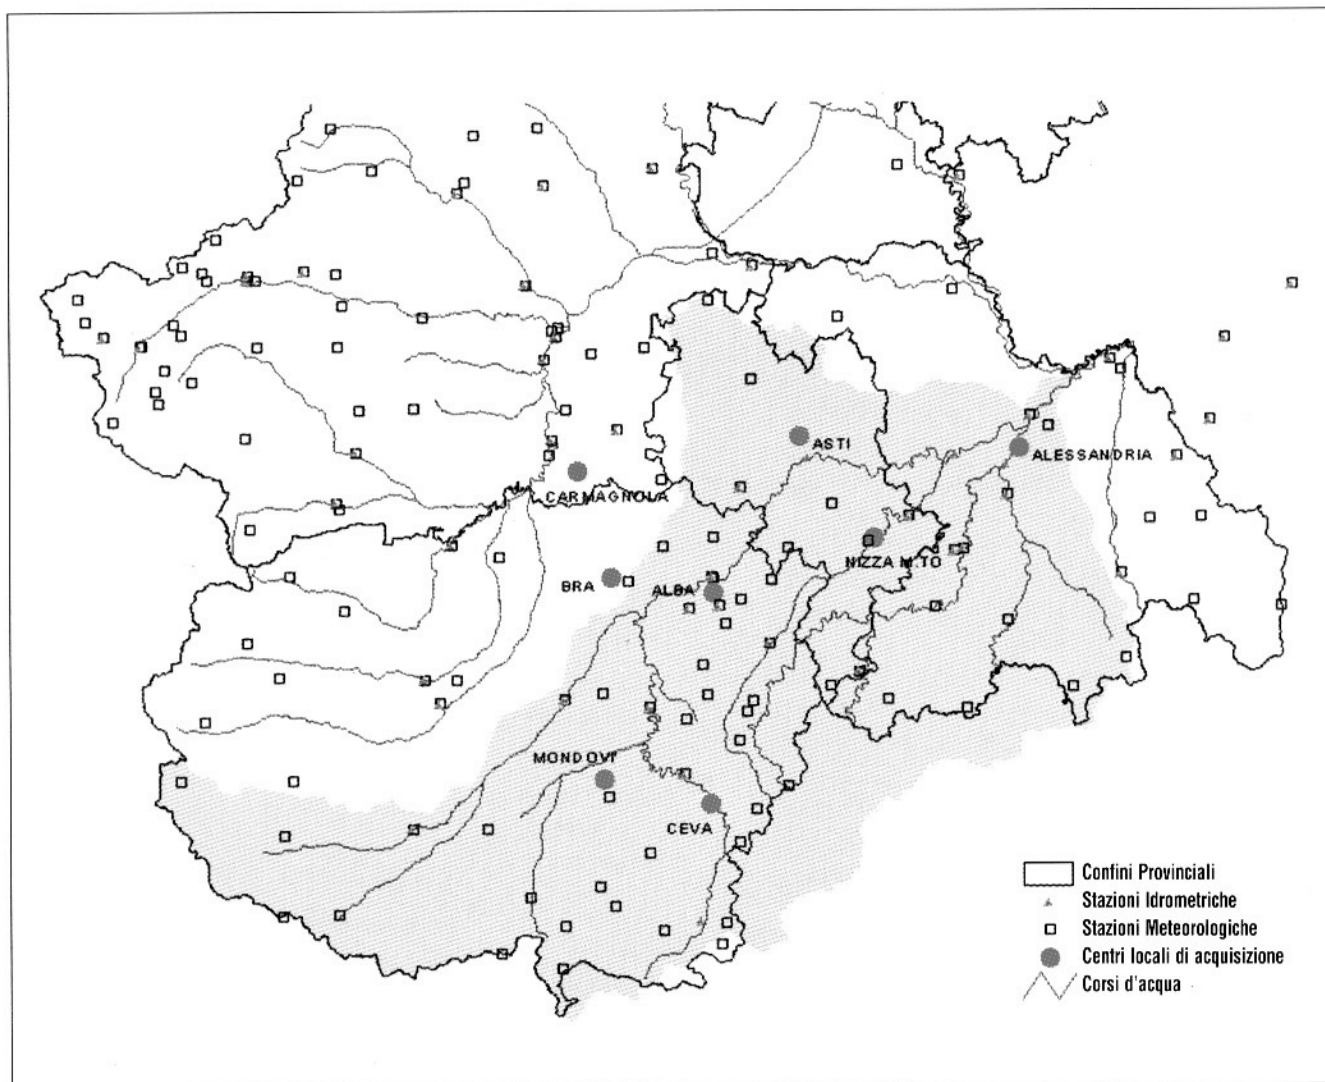 ASTI
ALESSANDRIA
CARMAGNOLA
NIZZA M.TO
BRA
ALBA
MONDOVI'
CEVA
Confini Provinciali
Stazioni Idrometriche
Stazioni Meteorologiche
Centri locali di acquisizione
Corsi d'acqua